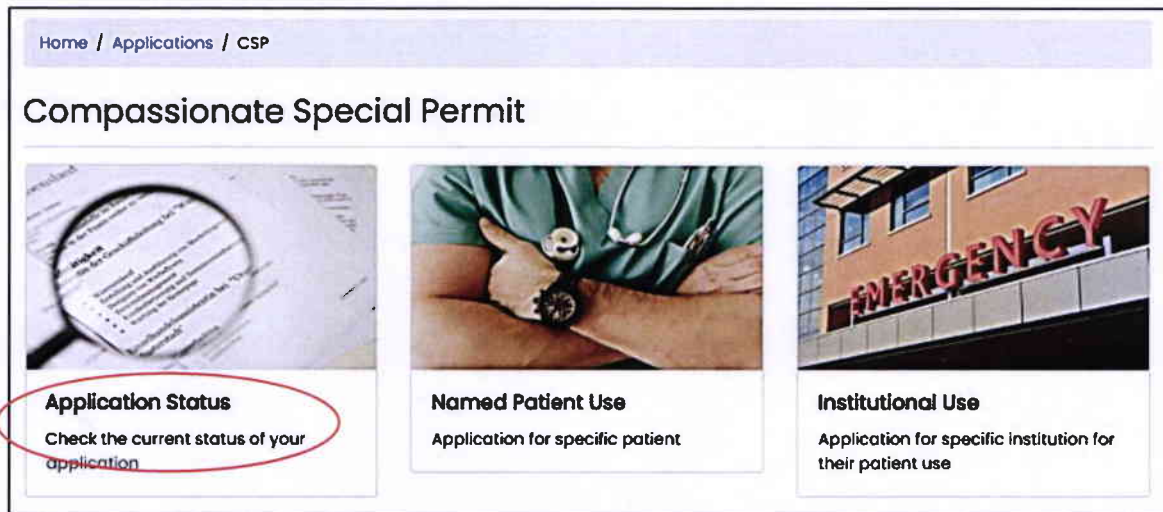 Home / Applications / CSP
Compassionate Special Permit
Application Status
Check the current status of your
application
Named Patient Use
Application for specific patient
EMERGENCY
Institutional Use
Application for specific institution for
their patient use